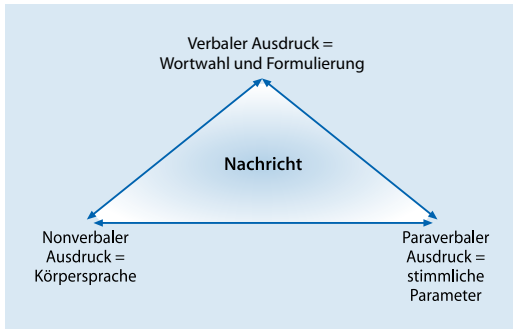 Verbaler Ausdruck =
Wortwahl und Formulierung
Nachricht
Nonverbaler
Ausdruck =
Körpersprache
Paraverbaler
Ausdruck =
stimmliche
Parameter